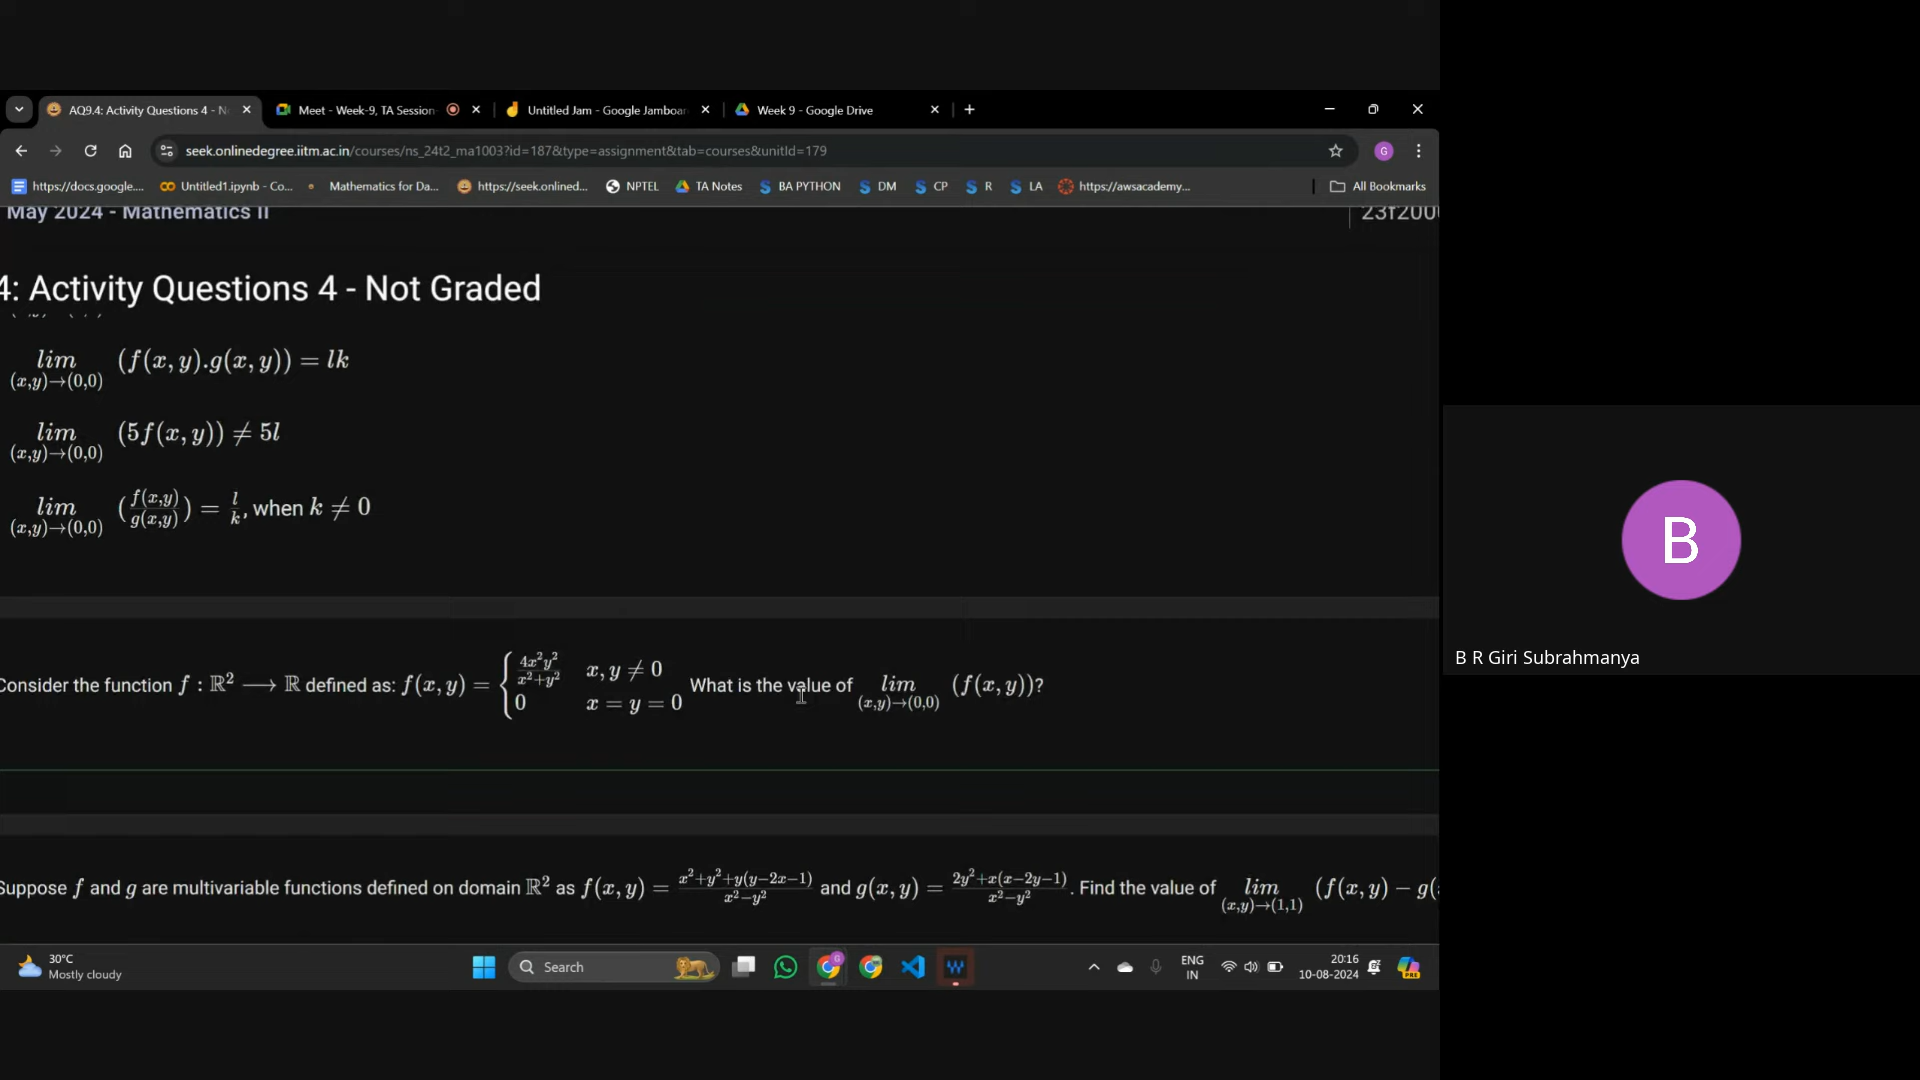 AQ9.4: Activity Questions 4 - N
Meet - Week-9, TA Session
Untitled Jam - Google Jamboar
Week 9 - Google Drive
seek.onlinedegree.iitm.ac.in/courses/ns_24t2_ma1003?id=187&type=assignment&tab=courses&unitId=179
G
https://docs.google....
Untitled1.ipynb - Co...
Mathematics for Da...
https://seek.onlined...
NPTEL
TA Notes
BA PYTHON
DM
CP
R
LA
https://awsacademy...
All Bookmarks
May 2024 - Mathematics II
23f200
4: Activity Questions 4 - Not Graded
lim (x,y)→(0,0) (f(x,y).g(x,y)) = lk
lim (x,y)→(0,0) (5f(x,y)) ≠ 5l
lim (x,y)→(0,0) (f(x,y)/g(x,y)) = l/k, when k ≠ 0
Consider the function f : ℝ² ⟶ ℝ defined as: f(x,y) = { 4x²y²/(x²+y²) x, y ≠ 0; 0 x = y = 0 What is the value of lim (x,y)→(0,0) (f(x,y))?
Suppose f and g are multivariable functions defined on domain ℝ² as f(x,y) = (x²+y²+y(y−2x−1))/(x²−y²) and g(x,y) = (2y²+x(x−2y−1))/(x²−y²). Find the value of lim (x,y)→(1,1) (f(x,y) − g(
B
B R Giri Subrahmanya
30°C
Mostly cloudy
Search
ENG
IN
20:16
10-08-2024
PRE